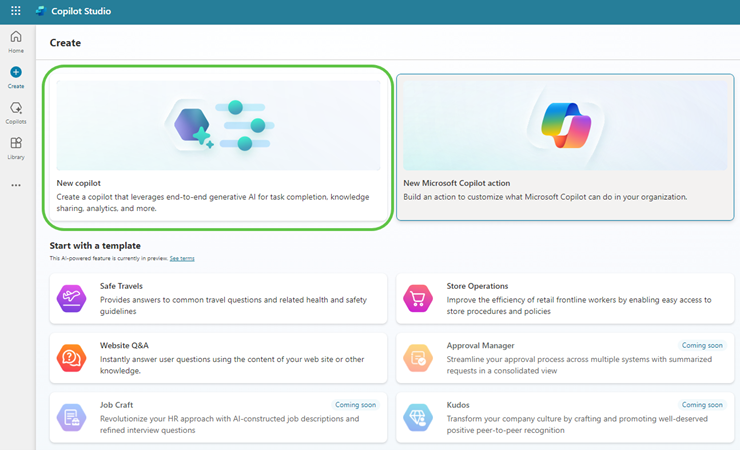 Copilot Studio
Home
Create
Copilots
Library
Create
New copilot
Create a copilot that leverages end-to-end generative AI for task completion, knowledge
sharing, analytics, and more.
New Microsoft Copilot action
Build an action to customize what Microsoft Copilot can do in your organization.
Start with a template
This AI-powered feature is currently in preview. See terms
Safe Travels
Provides answers to common travel questions and related health and safety
guidelines
Store Operations
Improve the efficiency of retail frontline workers by enabling easy access to
store procedures and policies
Website Q&A
Instantly answer user questions using the content of your web site or other
knowledge.
Approval Manager Coming soon
Streamline your approval process across multiple systems with summarized
requests in a consolidated view
Job Craft Coming soon
Revolutionize your HR approach with AI-constructed job descriptions and
refined interview questions
Kudos Coming soon
Transform your company culture by crafting and promoting well-deserved
positive peer-to-peer recognition